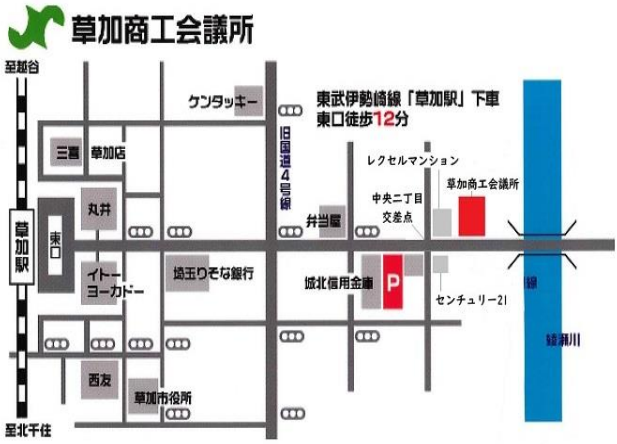 草加商工会議所
至越谷
ケンタッキー
東武伊勢崎線「草加駅」下車
東口徒歩12分
旧国道4号線
三喜 草加店
レクセルマンション
草加商工会議所
中央二丁目
交差点
丸井
弁当屋
草加駅
東口
イトー
ヨーカドー
埼玉りそな銀行
城北信用金庫
P
センチュリー21
線
綾瀬川
西友
草加市役所
至北千住